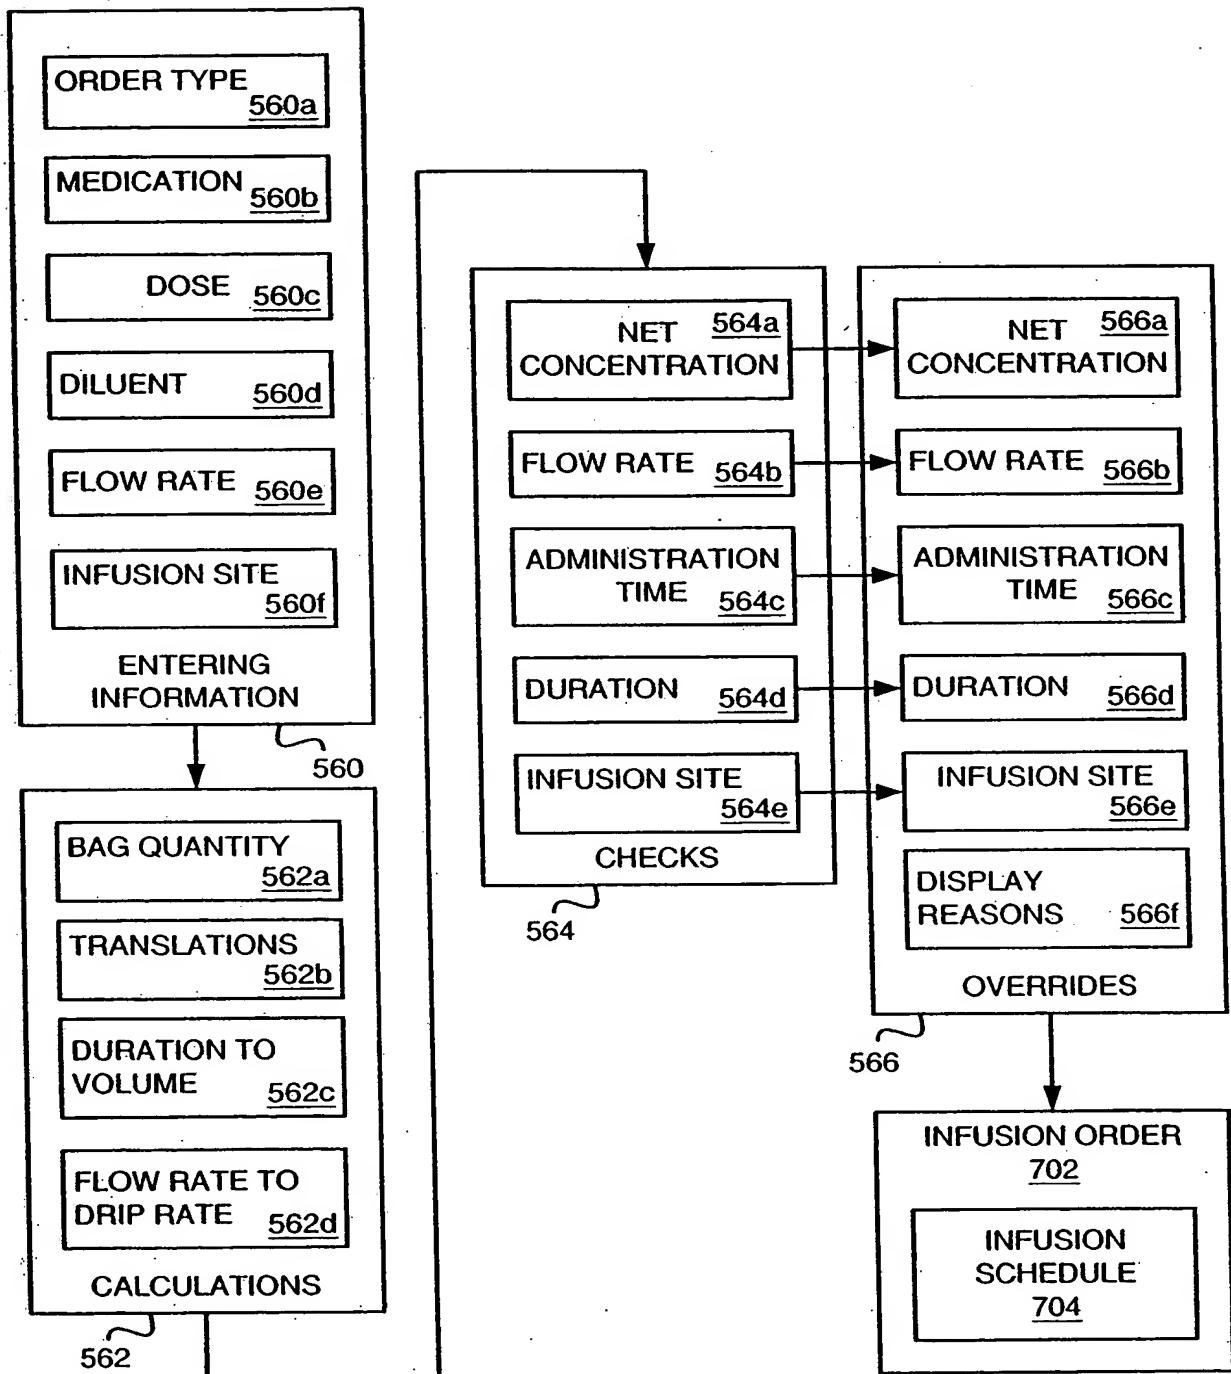 ORDER TYPE
560a
MEDICATION
560b
DOSE 560c
DILUENT 560d
FLOW RATE 560e
INFUSION SITE
560f
ENTERING
INFORMATION
560
BAG QUANTITY
562a
TRANSLATIONS
562b
DURATION TO
VOLUME 562c
FLOW RATE TO
DRIP RATE 562d
CALCULATIONS
562
NET 564a
CONCENTRATION
FLOW RATE 564b
ADMINISTRATION
TIME 564c
DURATION 564d
INFUSION SITE
564e
CHECKS
564
NET 566a
CONCENTRATION
FLOW RATE 566b
ADMINISTRATION
TIME 566c
DURATION 566d
INFUSION SITE
566e
DISPLAY
REASONS 566f
OVERRIDES
566
INFUSION ORDER
702
INFUSION
SCHEDULE
704